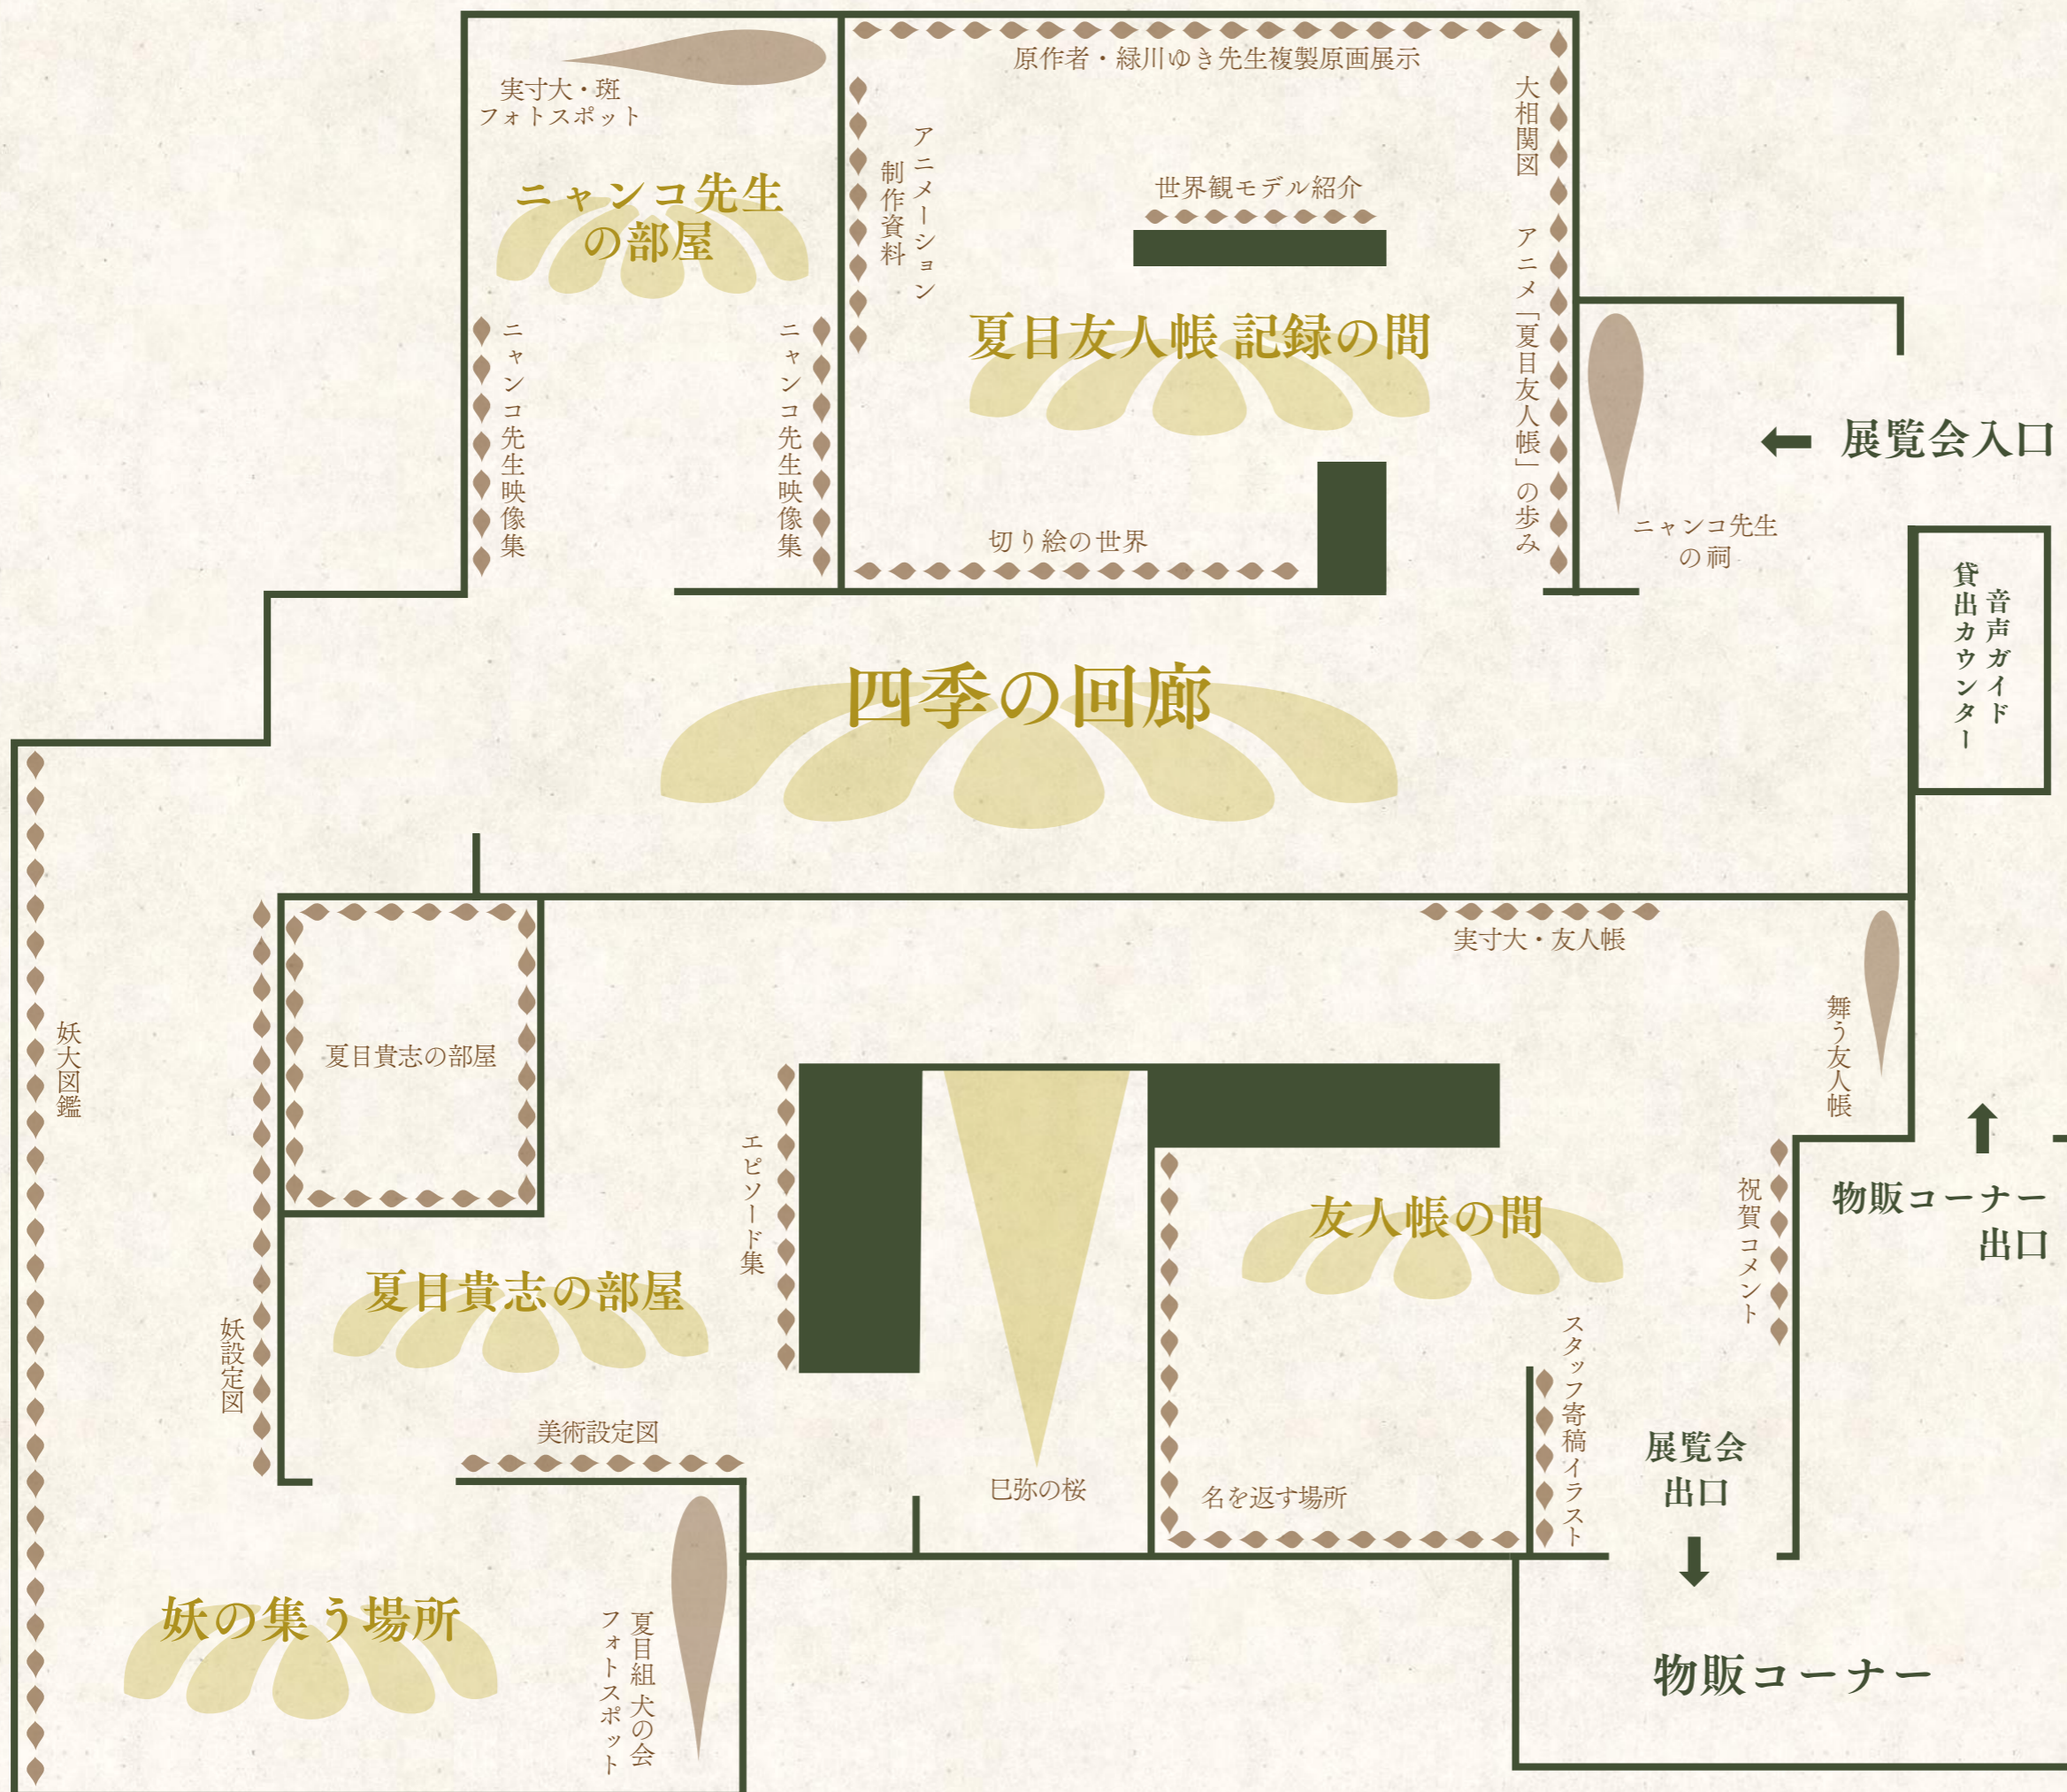 実寸大・斑
フォトスポット
ニャンコ先生
の部屋
ニャンコ先生映像集
ニャンコ先生映像集
原作者・緑川ゆき先生複製原画展示
アニメーション
制作資料
世界観モデル紹介
夏目友人帳 記録の間
切り絵の世界
大相関図
アニメ「夏目友人帳」の歩み
展覧会入口
ニャンコ先生
の祠
音声ガイド
貸出カウンター
四季の回廊
妖大図鑑
妖設定図
夏目貴志の部屋
夏目貴志の部屋
エピソード集
美術設定図
妖の集う場所
夏目組 犬の会
フォトスポット
巳弥の桜
実寸大・友人帳
舞う友人帳
友人帳の間
名を返す場所
スタッフ寄稿イラスト
祝賀コメント
物販コーナー
出口
展覧会
出口
物販コーナー